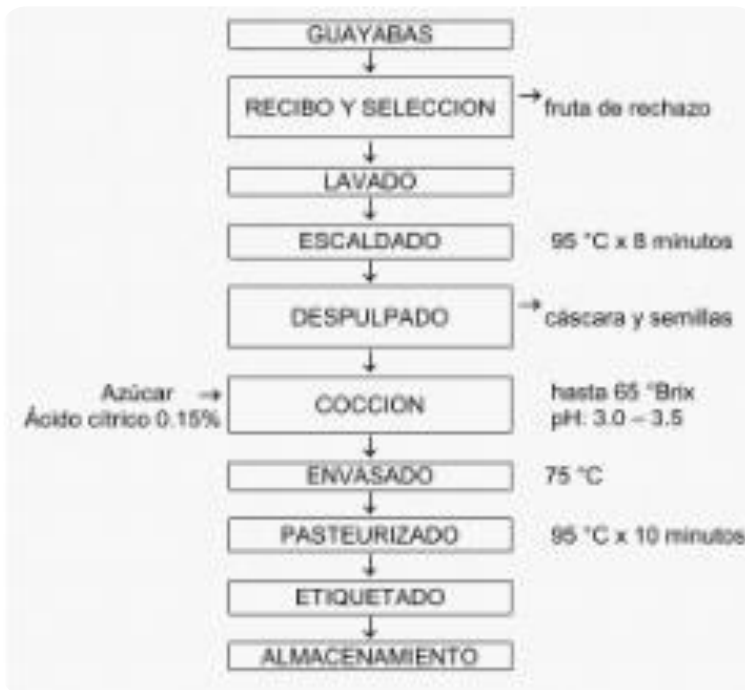 GUAYABAS
RECIBO Y SELECCION
fruta de rechazo
LAVADO
ESCALDADO
95 °C x 8 minutos
DESPULPADO
cáscara y semillas
Azúcar
Ácido cítrico 0.15%
COCCION
hasta 65 °Brix
pH: 3.0 – 3.5
ENVASADO
75 °C
PASTEURIZADO
95 °C x 10 minutos
ETIQUETADO
ALMACENAMIENTO